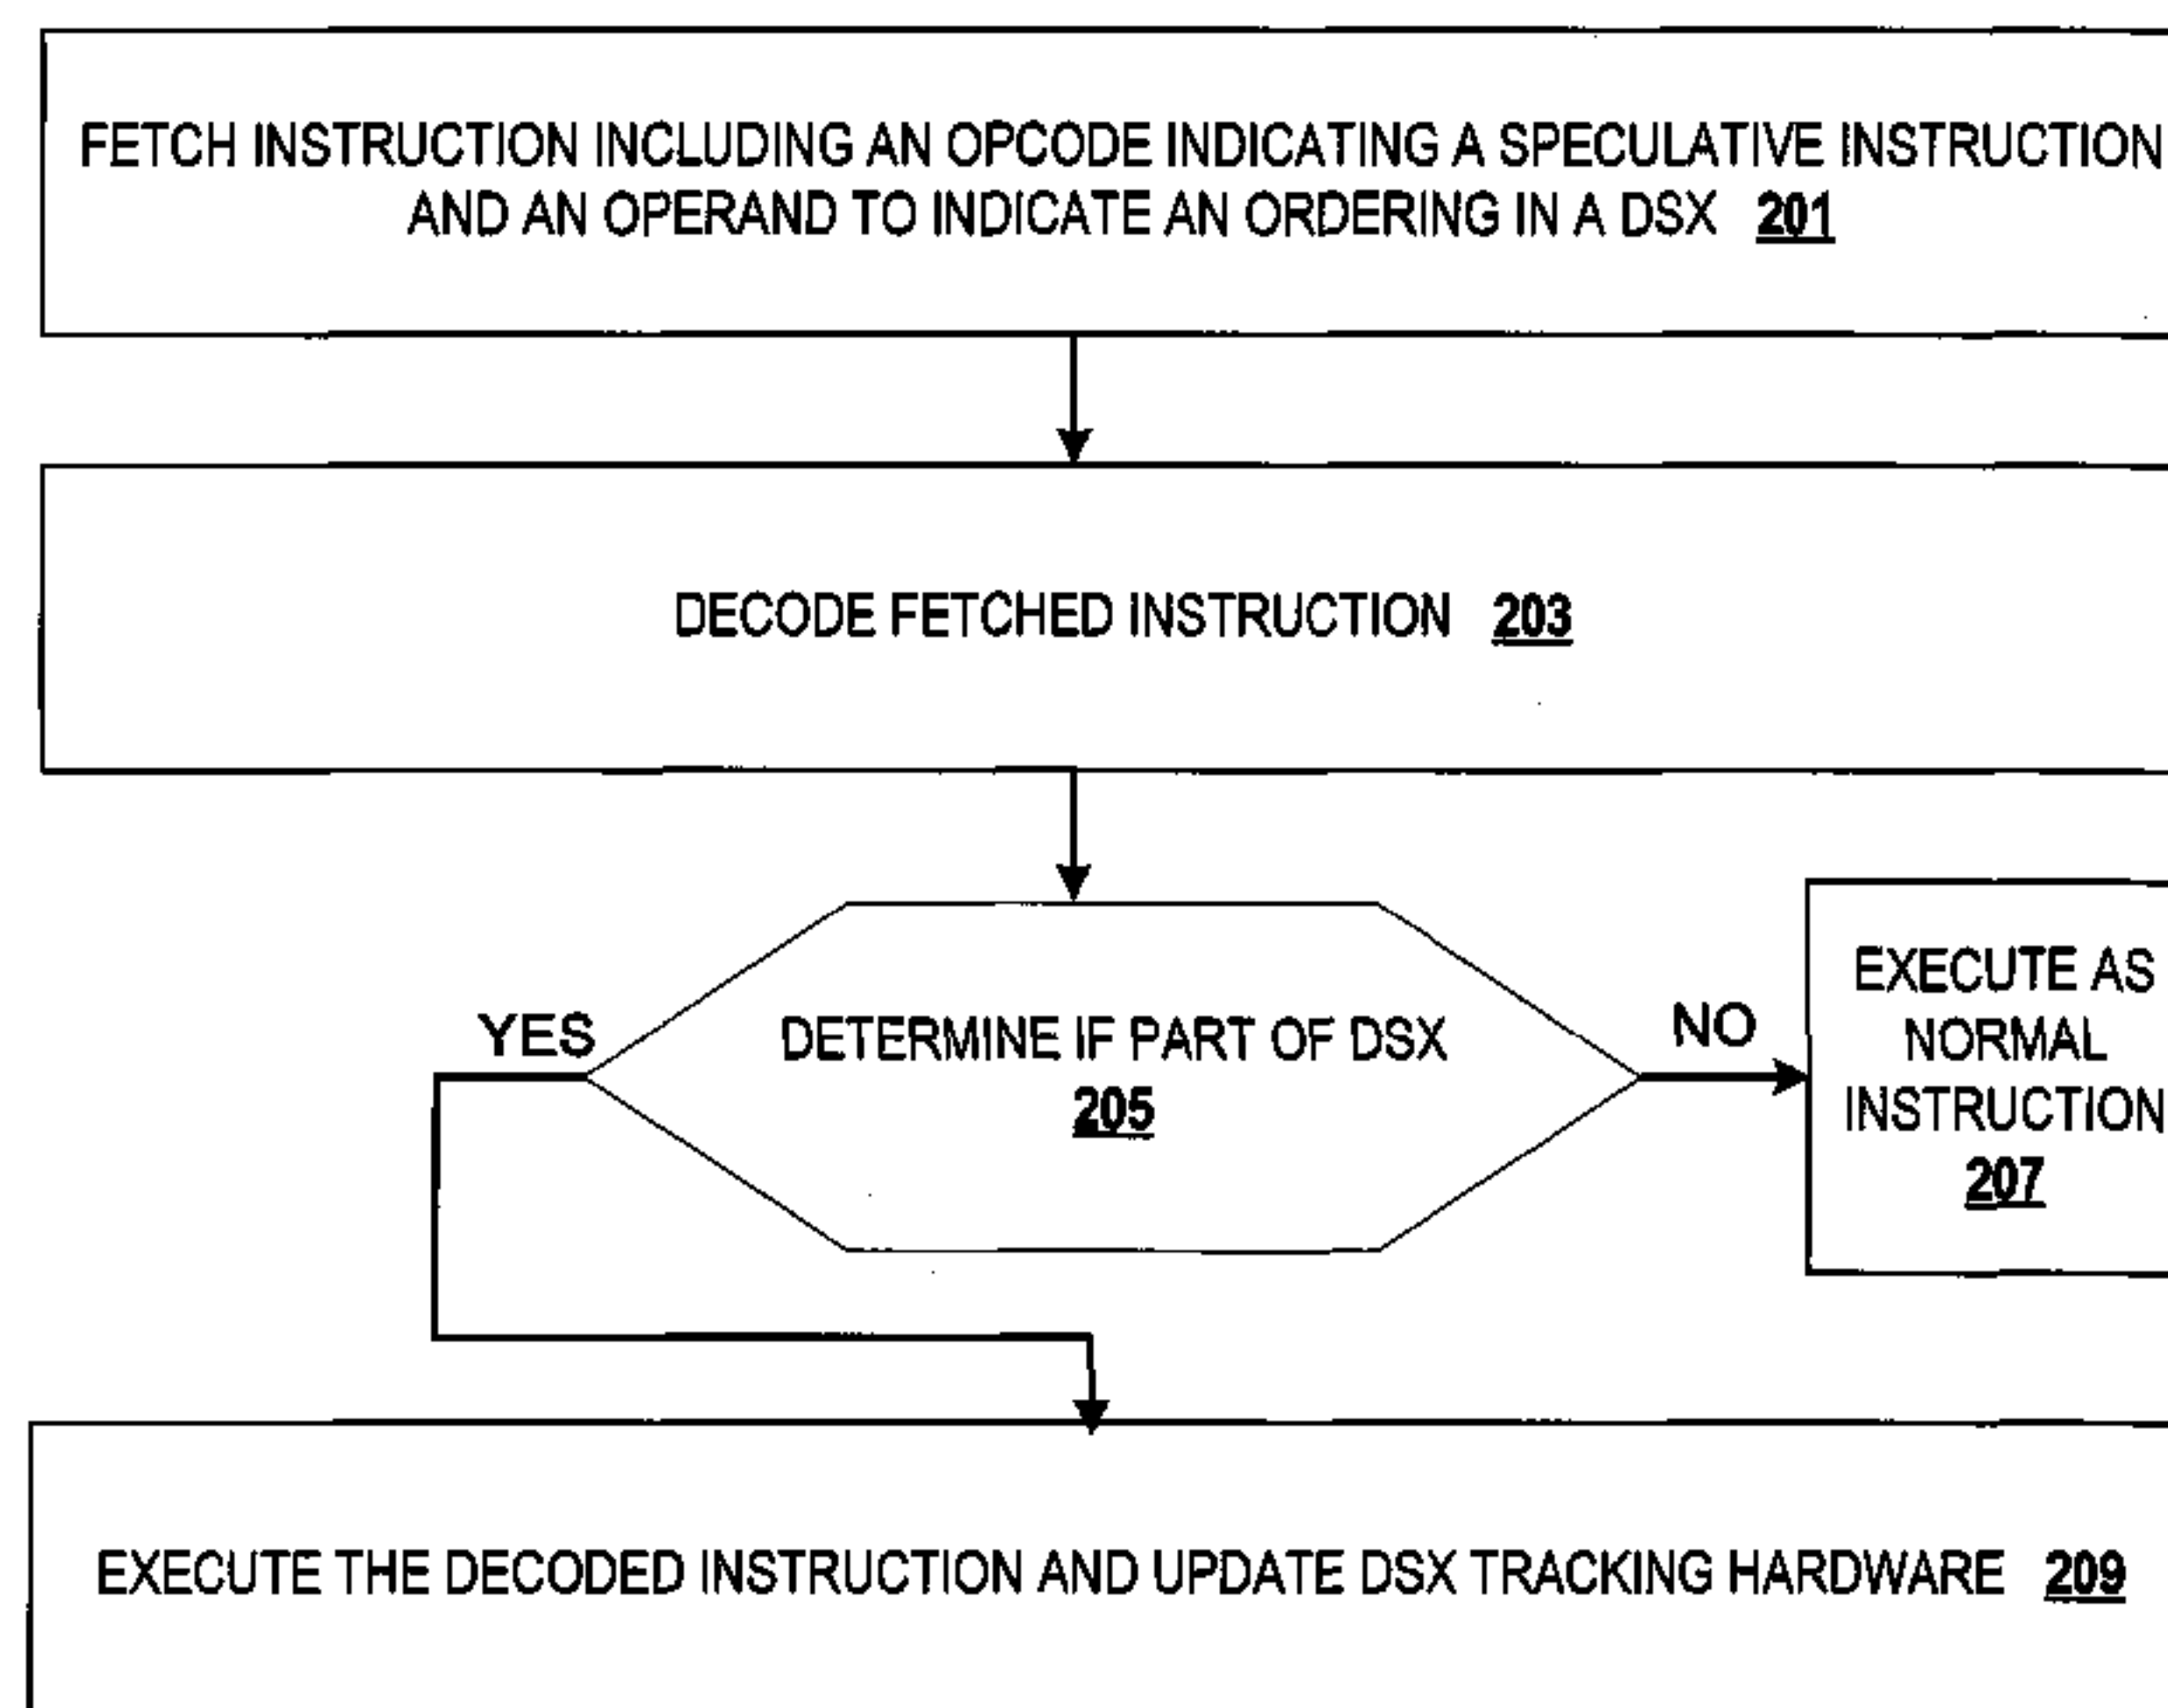 FETCH INSTRUCTION INCLUDING AN OPCODE INDICATING A SPECULATIVE INSTRUCTION
AND AN OPERAND TO INDICATE AN ORDERING IN A DSX 201
DECODE FETCHED INSTRUCTION 203
YES
DETERMINE IF PART OF DSX
205
NO
EXECUTE AS
NORMAL
INSTRUCTION
207
EXECUTE THE DECODED INSTRUCTION AND UPDATE DSX TRACKING HARDWARE 209